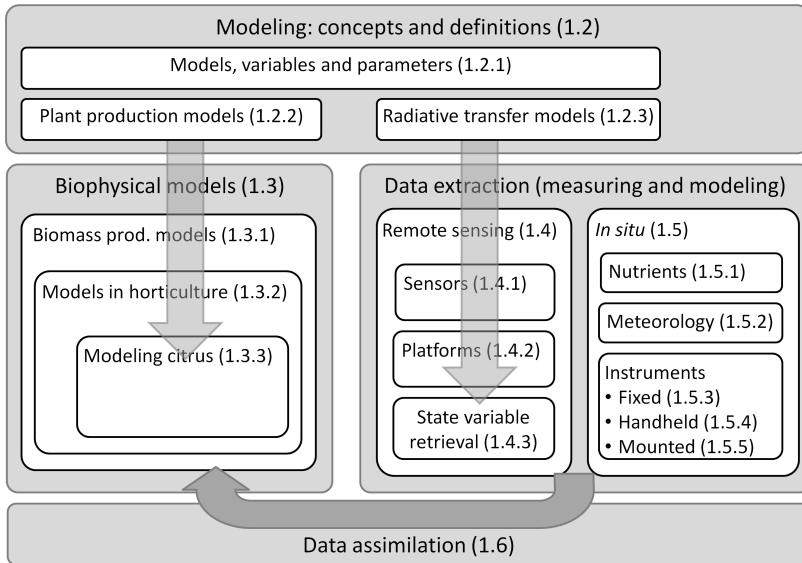 Modeling: concepts and definitions (1.2)
Models, variables and parameters (1.2.1)
Plant production models (1.2.2)
Radiative transfer models (1.2.3)
Biophysical models (1.3)
Biomass prod. models (1.3.1)
Models in horticulture (1.3.2)
Modeling citrus (1.3.3)
Data extraction (measuring and modeling)
Remote sensing (1.4)
Sensors (1.4.1)
Platforms (1.4.2)
State variable
retrieval (1.4.3)
In situ (1.5)
Nutrients (1.5.1)
Meteorology (1.5.2)
Instruments
• Fixed (1.5.3)
• Handheld (1.5.4)
• Mounted (1.5.5)
Data assimilation (1.6)